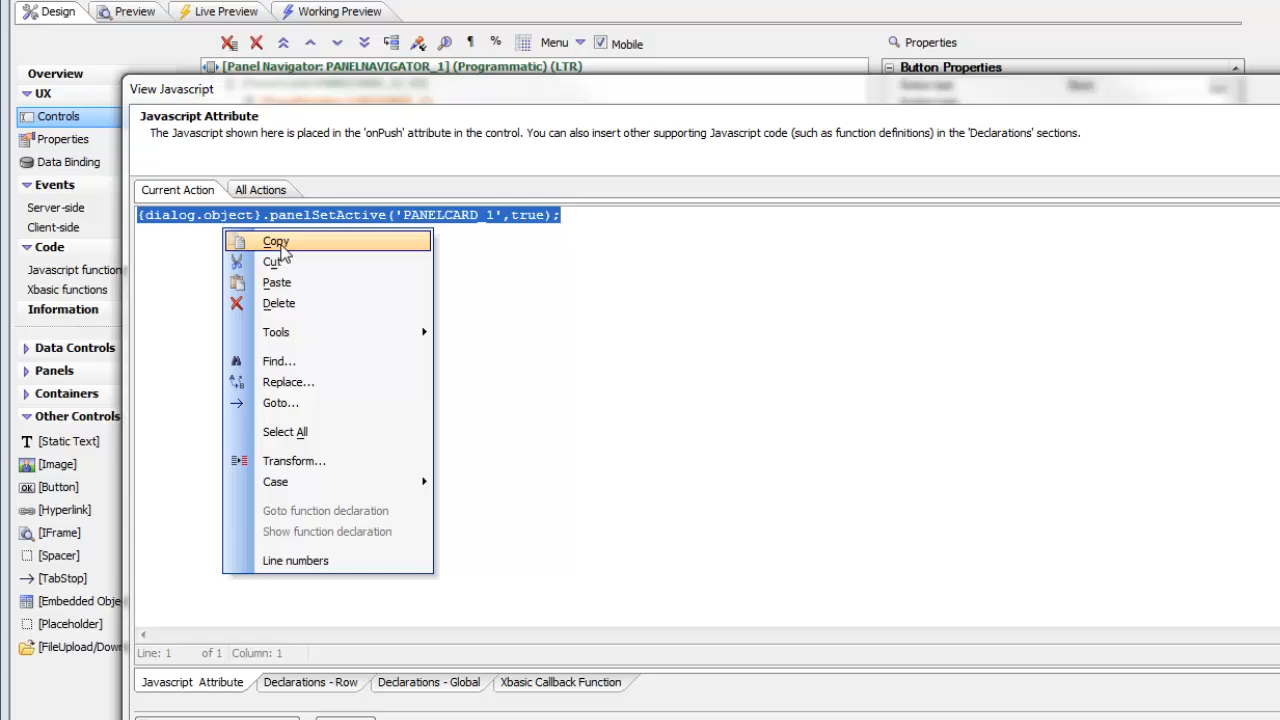 Design
Preview
Live Preview
Working Preview
¶
%
Menu
Mobile
Properties
[Panel Navigator: PANELNAVIGATOR_1] (Programmatic) (LTR)
Button Properties
Overview
UX
Controls
Properties
Data Binding
Events
Server-side
Client-side
Code
Javascript function
Xbasic functions
Information
Data Controls
Panels
Containers
Other Controls
T [Static Text]
[Image]
OK [Button]
[Hyperlink]
[IFrame]
[Spacer]
[TabStop]
[Embedded Obje
[Placeholder]
[FileUpload/Down
View Javascript
Javascript Attribute
The Javascript shown here is placed in the 'onPush' attribute in the control. You can also insert other supporting Javascript code (such as function definitions) in the 'Declarations' sections.
Current Action
All Actions
{dialog.object}.panelSetActive('PANELCARD_1',true);
Copy
Cut
Paste
Delete
Tools
Find...
Replace...
Goto...
Select All
Transform...
Case
Goto function declaration
Show function declaration
Line numbers
Line: 1 of 1 Column: 1
Javascript Attribute
Declarations - Row
Declarations - Global
Xbasic Callback Function